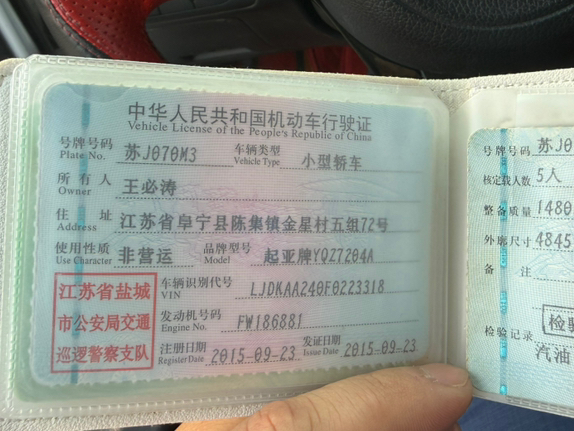 中华人民共和国机动车行驶证
Vehicle License of the People's Republic of China
号牌号码 Plate No. 苏J070M3 车辆类型 Vehicle Type 小型轿车
所有人 Owner 王必涛
住址 Address 江苏省阜宁县陈集镇金星村五组72号
使用性质 Use Character 非营运 品牌型号 Model 起亚牌YQZ7204A
车辆识别代号 VIN LJDKAA240F0223318
发动机号码 Engine No. FW186881
注册日期 Register Date 2015-09-23 发证日期 Issue Date 2015-09-23
江苏省盐城
市公安局交通
巡逻警察支队
号牌号码 苏J0
核定载人数 5人
整备质量 1480
外廓尺寸 4845
备注
检验
检验记录
汽油